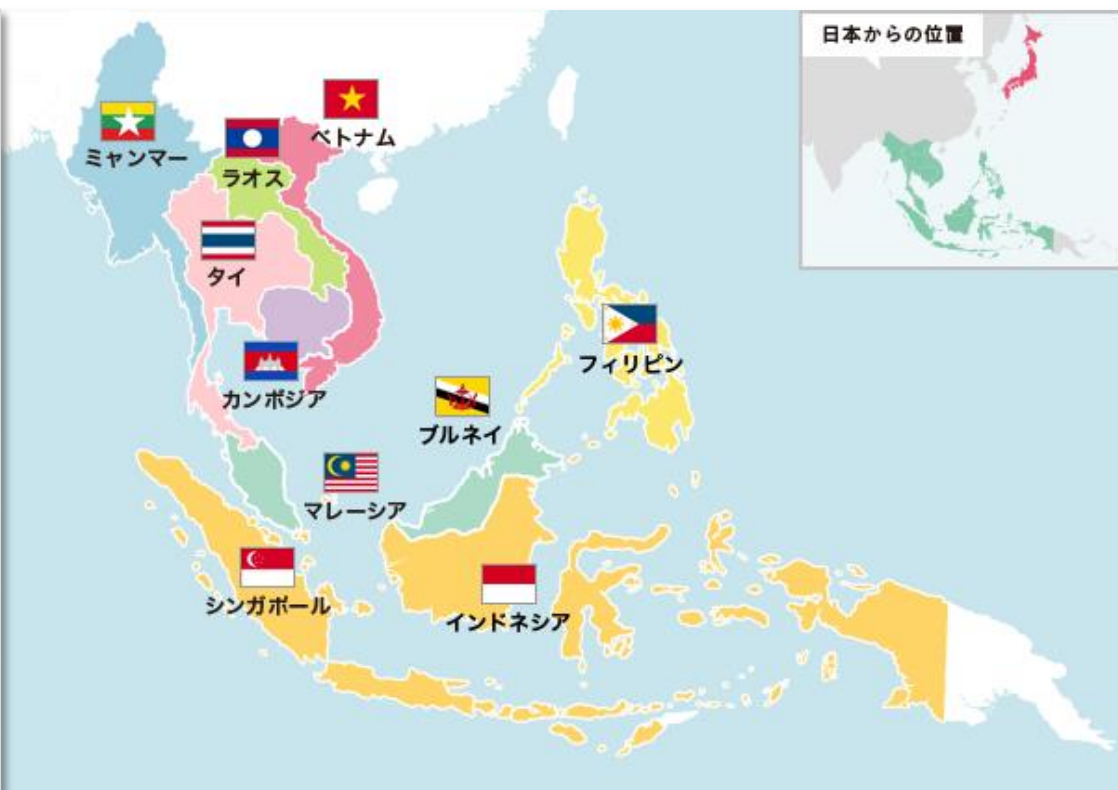 日本からの位置
ベトナム
ミャンマー
ラオス
タイ
フィリピン
カンボジア
ブルネイ
マレーシア
シンガポール
インドネシア